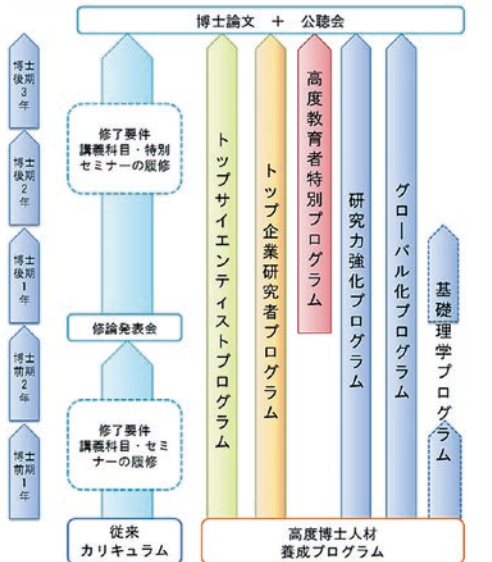 博士論文 + 公聴会
博士
後期
3
年
博士
後期
2
年
博士
後期
1
年
博士
前期
2
年
博士
前期
1
年
修了要件
講義科目・特別
セミナーの履修
修論発表会
修了要件
講義科目・セミ
ナーの履修
従来
カリキュラム
トップサイエンティストプログラム
トップ企業研究者プログラム
高度教育者特別プログラム
研究力強化プログラム
グローバル化プログラム
基礎理学プログラム
高度博士人材
養成プログラム